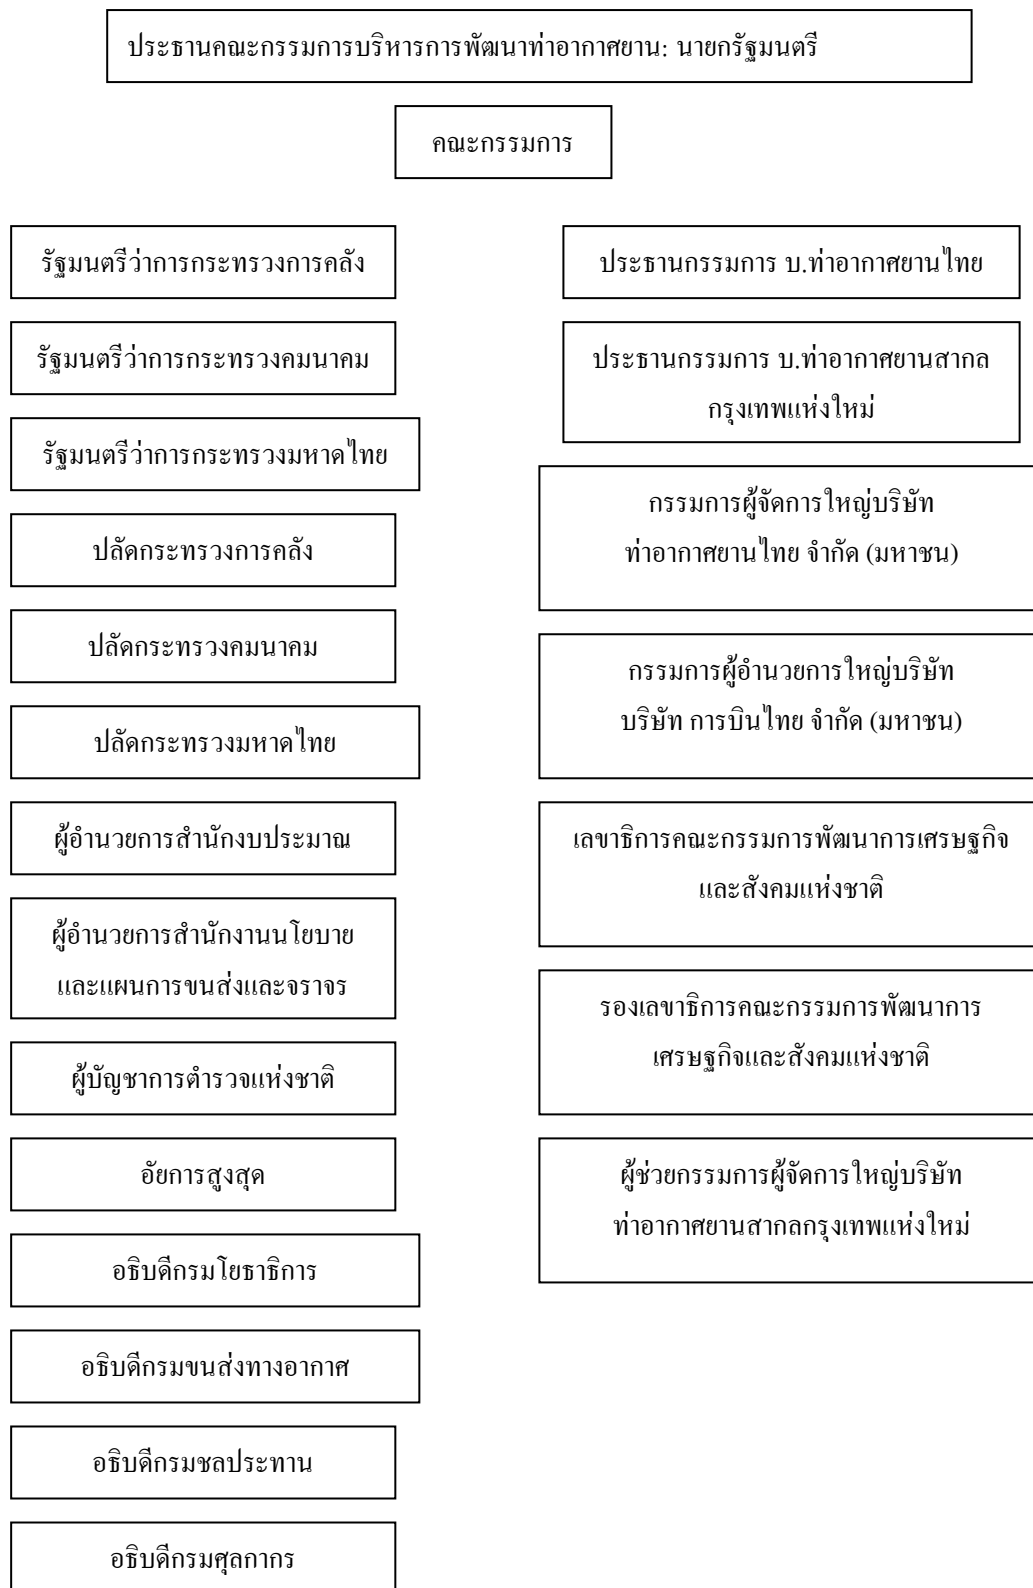 ประธานคณะกรรมการบริหารการพัฒนาท่าอากาศยาน: นายกรัฐมนตรี
คณะกรรมการ
รัฐมนตรีว่าการกระทรวงการคลัง
รัฐมนตรีว่าการกระทรวงคมนาคม
รัฐมนตรีว่าการกระทรวงมหาดไทย
ปลัดกระทรวงการคลัง
ปลัดกระทรวงคมนาคม
ปลัดกระทรวงมหาดไทย
ผู้อำนวยการสำนักงบประมาณ
ผู้อำนวยการสำนักงานนโยบาย
และแผนการขนส่งและจราจร
ผู้บัญชาการตำรวจแห่งชาติ
อัยการสูงสุด
อธิบดีกรมโยธาธิการ
อธิบดีกรมขนส่งทางอากาศ
อธิบดีกรมชลประทาน
อธิบดีกรมศุลกากร
ประธานกรรมการ บ.ท่าอากาศยานไทย
ประธานกรรมการ บ.ท่าอากาศยานสากล
กรุงเทพแห่งใหม่
กรรมการผู้จัดการใหญ่บริษัท
ท่าอากาศยานไทย จำกัด (มหาชน)
กรรมการผู้อำนวยการใหญ่บริษัท
บริษัท การบินไทย จำกัด (มหาชน)
เลขาธิการคณะกรรมการพัฒนาการเศรษฐกิจ
และสังคมแห่งชาติ
รองเลขาธิการคณะกรรมการพัฒนาการ
เศรษฐกิจและสังคมแห่งชาติ
ผู้ช่วยกรรมการผู้จัดการใหญ่บริษัท
ท่าอากาศยานสากลกรุงเทพแห่งใหม่